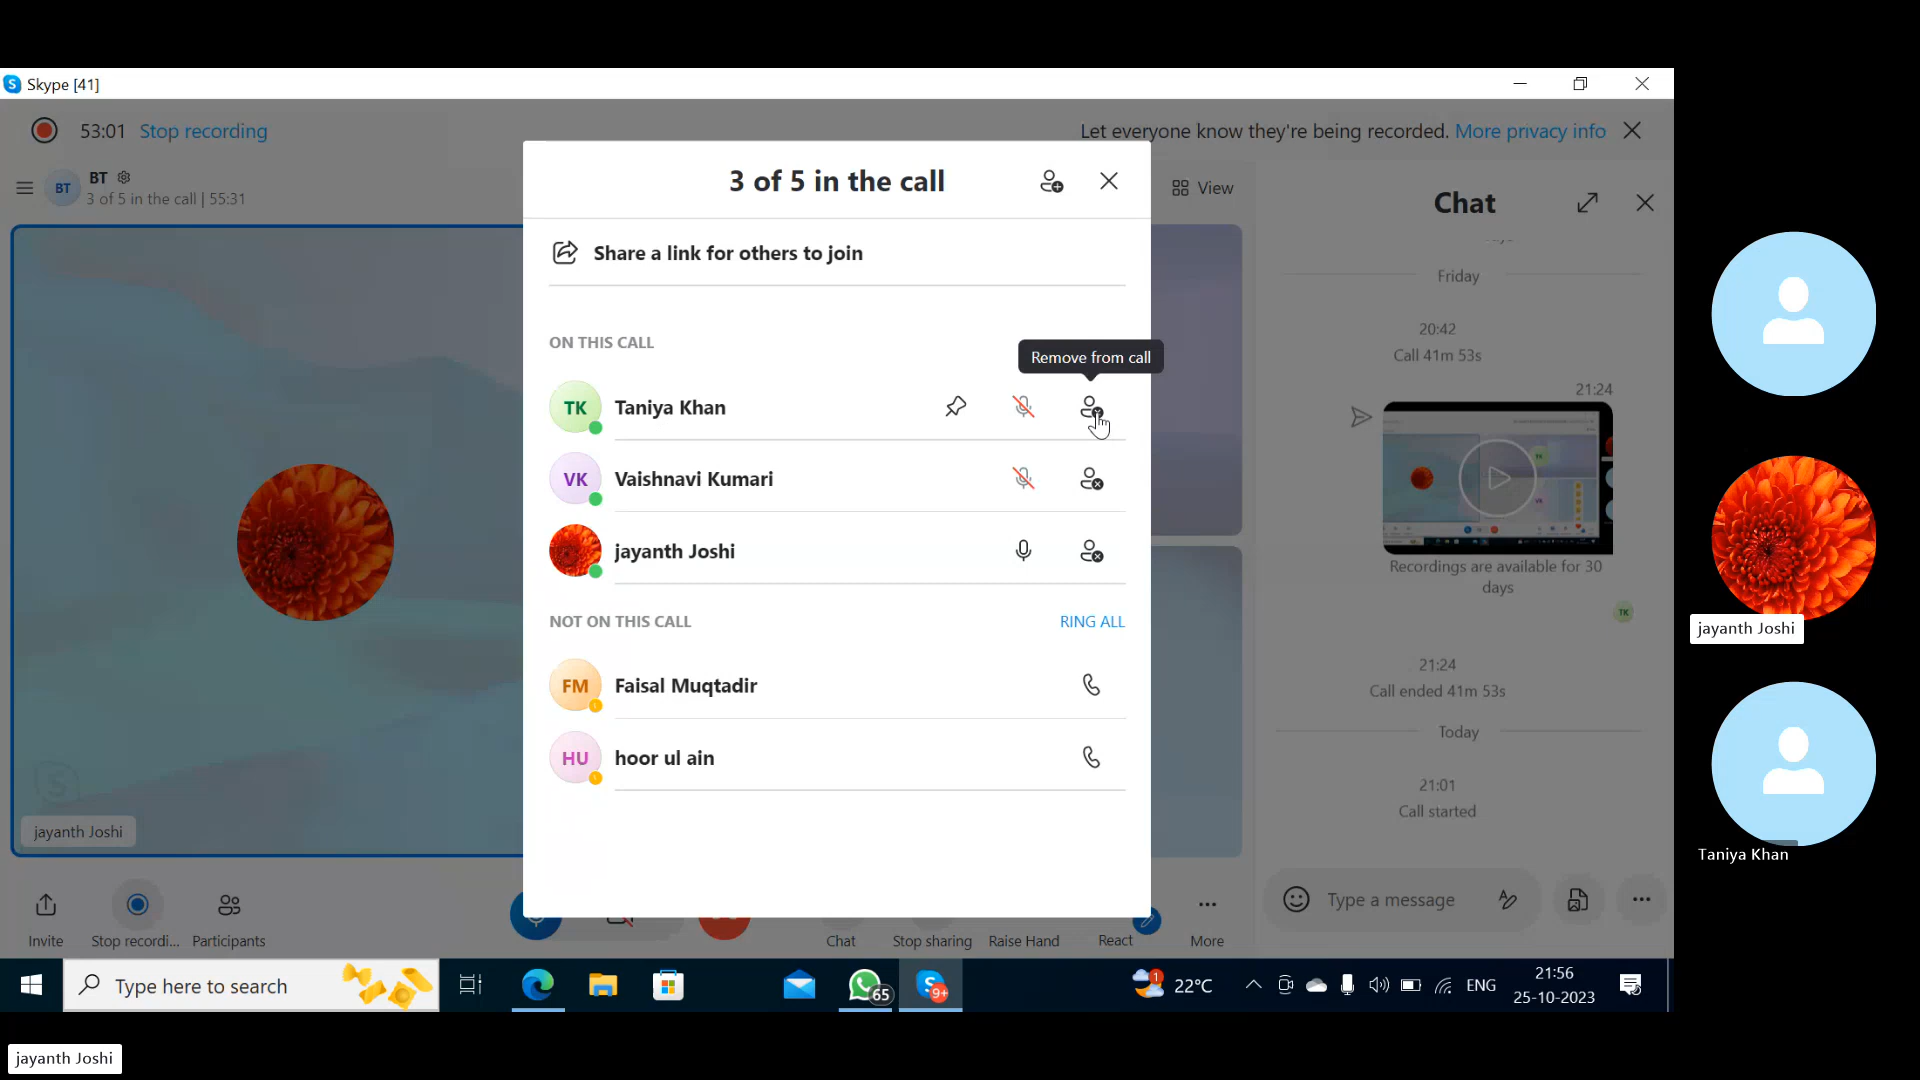 Skype [41]
53:01 Stop recording
Let everyone know they're being recorded. More privacy info
BT
BT
3 of 5 in the call | 55:31
View
Chat
3 of 5 in the call
Share a link for others to join
ON THIS CALL
Remove from call
TK Taniya Khan
VK Vaishnavi Kumari
jayanth Joshi
NOT ON THIS CALL RING ALL
FM Faisal Muqtadir
HU hoor ul ain
Friday
20:42
Call 41m 53s
21:24
Recordings are available for 30
days
TK
21:24
Call ended 41m 53s
Today
21:01
Call started
jayanth Joshi
Type a message
Invite
Stop recordi...
Participants
Chat
Stop sharing
Raise Hand
React
More
Type here to search
65
9+
1
22°C
ENG
21:56
25-10-2023
jayanth Joshi
Taniya Khan
jayanth Joshi